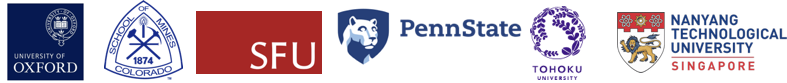 UNIVERSITY OF
OXFORD
SCHOOL OF MINES
1874
COLORADO
SFU
PennState
TOHOKU
UNIVERSITY
NANYANG
TECHNOLOGICAL
UNIVERSITY
SINGAPORE